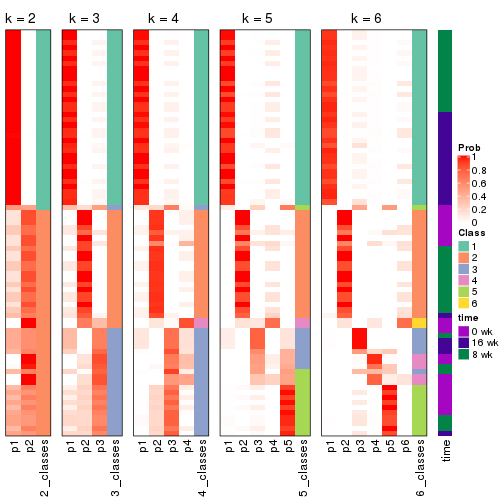 k = 2
k = 3
k = 4
k = 5
k = 6
Prob
1
0.8
0.6
0.4
0.2
0
Class
1
2
3
4
5
6
time
0 wk
16 wk
8 wk
p1
p2
2_classes
p1
p2
p3
3_classes
p1
p2
p3
p4
4_classes
p1
p2
p3
p4
p5
5_classes
p1
p2
p3
p4
p5
p6
6_classes
time